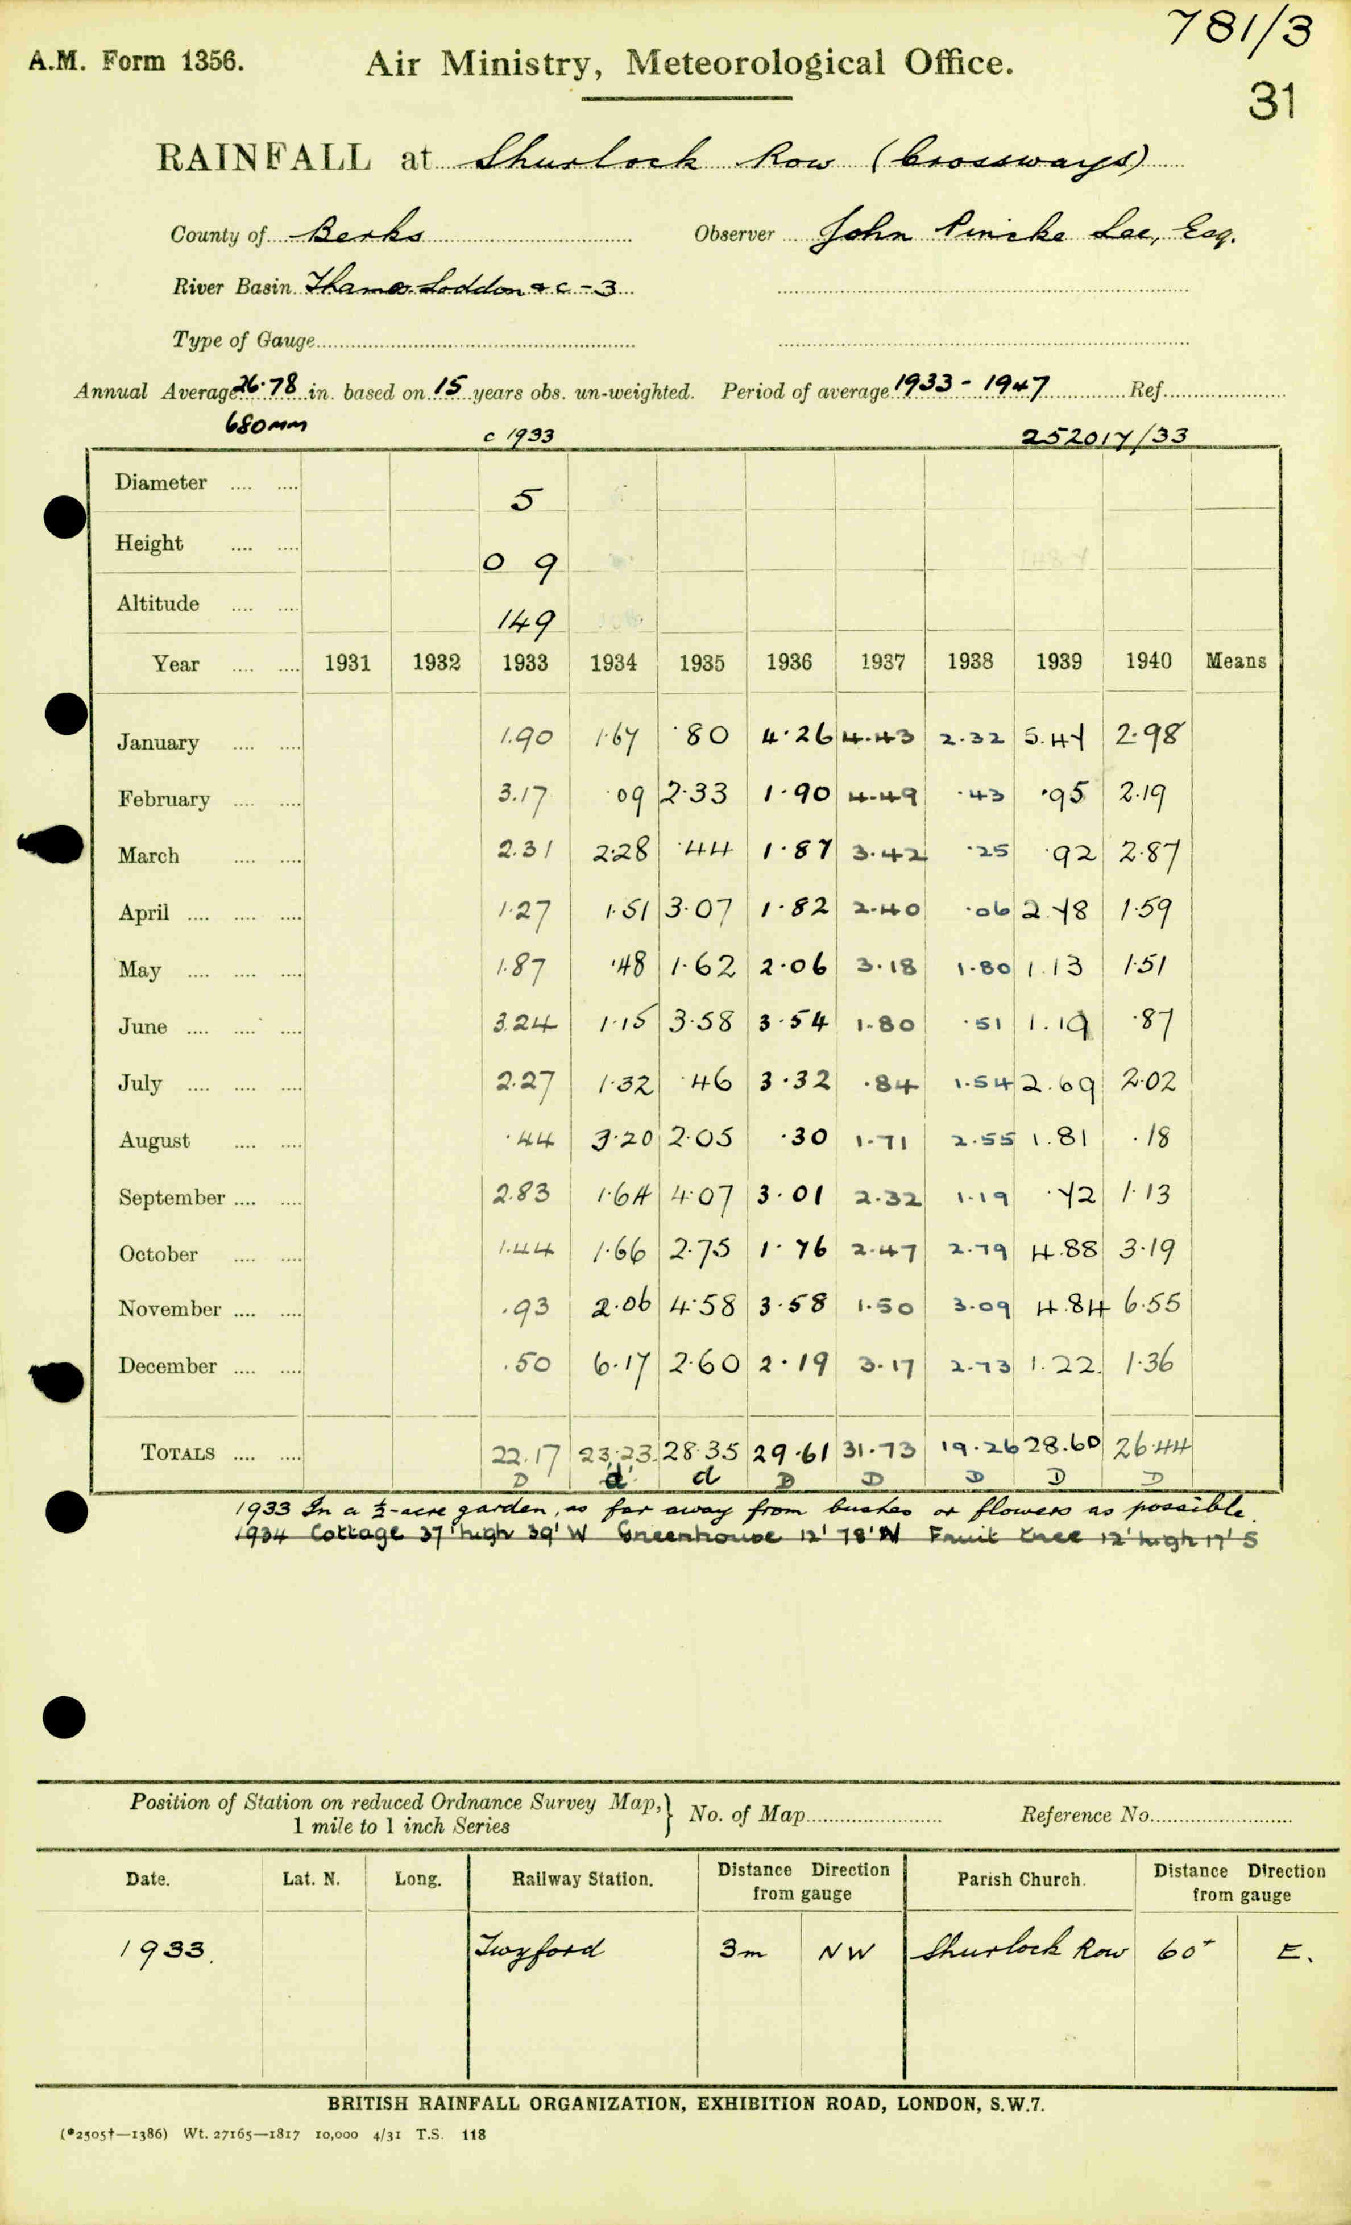 781/3
A.M. Form 1356. Air Ministry, Meteorological Office.
31
RAINFALL at Shurlock Row (Crossways)
County of Berks Observer John Pincke Lee, Esq.
River Basin Thames Loddon &c - 3
Type of Gauge
Annual Average 26.78 in. based on 15 years obs. un-weighted. Period of average 1933 - 1947 Ref.
680mm c 1933 252017/33
Diameter 5
Height 0 9
Altitude 149
Year 1931 1932 1933 1934 1935 1936 1937 1938 1939 1940 Means
January 1.90 1.67 .80 4.26 4.43 2.32 5.47 2.98
February 3.17 .09 2.33 1.90 4.49 .43 .95 2.19
March 2.31 2.28 .44 1.87 3.42 .25 .92 2.87
April 1.27 1.51 3.07 1.82 2.40 .06 2.78 1.59
May 1.87 .48 1.62 2.06 3.18 1.80 1.13 1.51
June 3.24 1.15 3.58 3.54 1.80 .51 1.19 .87
July 2.27 1.32 .46 3.32 .84 1.54 2.69 2.02
August .44 3.20 2.05 .30 1.71 2.55 1.81 .18
September 2.83 1.64 4.07 3.01 2.32 1.19 .72 1.13
October 1.44 1.66 2.75 1.76 2.47 2.79 4.88 3.19
November .93 2.06 4.58 3.58 1.50 3.09 4.84 6.55
December .50 6.17 2.60 2.19 3.17 2.73 1.22 1.36
TOTALS 22.17 23.23 28.35 29.61 31.73 19.26 28.60 26.44
D d d D D D D D
1933 In a ½-acre garden, as far away from bushes or flowers as possible.
1934 Cottage 37' high 39' W Greenhouse 12' 78' N Fruit tree 12' high 17' S
Position of Station on reduced Ordnance Survey Map, 1 mile to 1 inch Series } No. of Map Reference No.
Date. Lat. N. Long. Railway Station. Distance Direction from gauge Parish Church. Distance Direction from gauge
1933. Twyford 3m NW Shurlock Row 60+ E.
BRITISH RAINFALL ORGANIZATION, EXHIBITION ROAD, LONDON, S.W.7.
(*2505†—1386) Wt. 27165—1817 10,000 4/31 T.S. 118